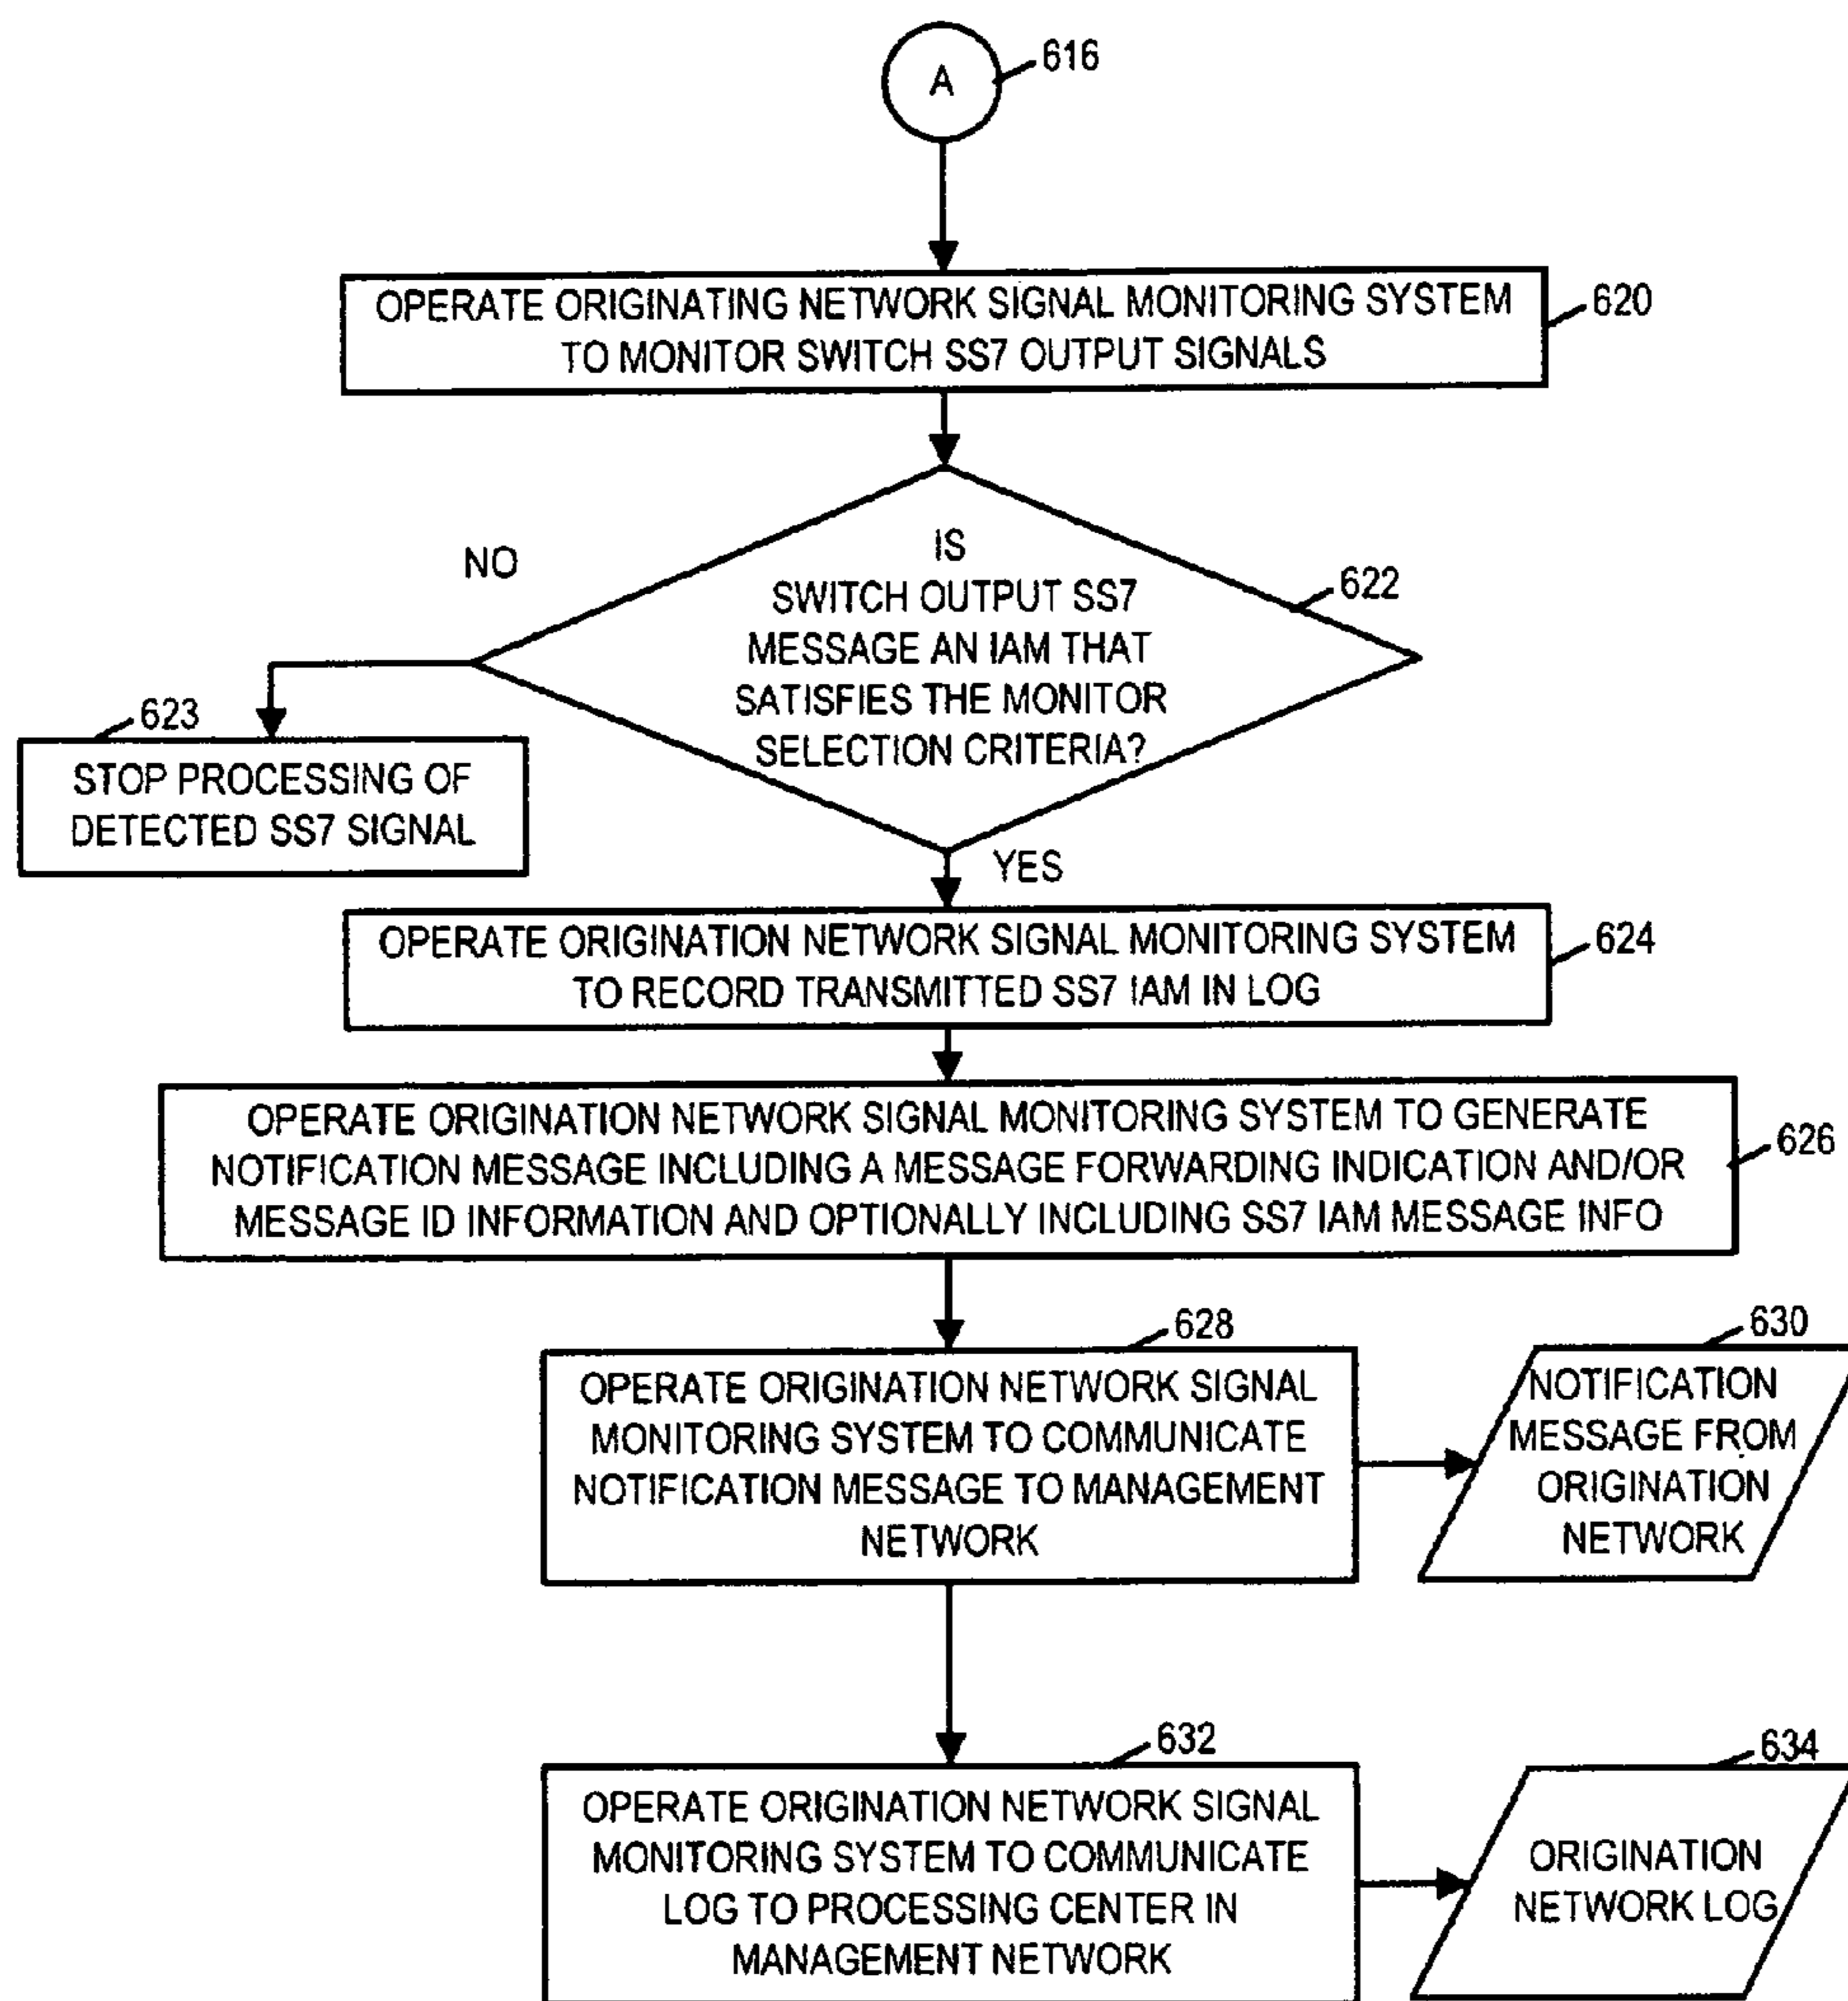 A
616
OPERATE ORIGINATING NETWORK SIGNAL MONITORING SYSTEM
TO MONITOR SWITCH SS7 OUTPUT SIGNALS
620
IS
SWITCH OUTPUT SS7
MESSAGE AN IAM THAT
SATISFIES THE MONITOR
SELECTION CRITERIA?
622
NO
623
STOP PROCESSING OF
DETECTED SS7 SIGNAL
YES
OPERATE ORIGINATION NETWORK SIGNAL MONITORING SYSTEM
TO RECORD TRANSMITTED SS7 IAM IN LOG
624
OPERATE ORIGINATION NETWORK SIGNAL MONITORING SYSTEM TO GENERATE
NOTIFICATION MESSAGE INCLUDING A MESSAGE FORWARDING INDICATION AND/OR
MESSAGE ID INFORMATION AND OPTIONALLY INCLUDING SS7 IAM MESSAGE INFO
626
628
OPERATE ORIGINATION NETWORK SIGNAL
MONITORING SYSTEM TO COMMUNICATE
NOTIFICATION MESSAGE TO MANAGEMENT
NETWORK
630
NOTIFICATION
MESSAGE FROM
ORIGINATION
NETWORK
632
OPERATE ORIGINATION NETWORK SIGNAL
MONITORING SYSTEM TO COMMUNICATE
LOG TO PROCESSING CENTER IN
MANAGEMENT NETWORK
634
ORIGINATION
NETWORK LOG